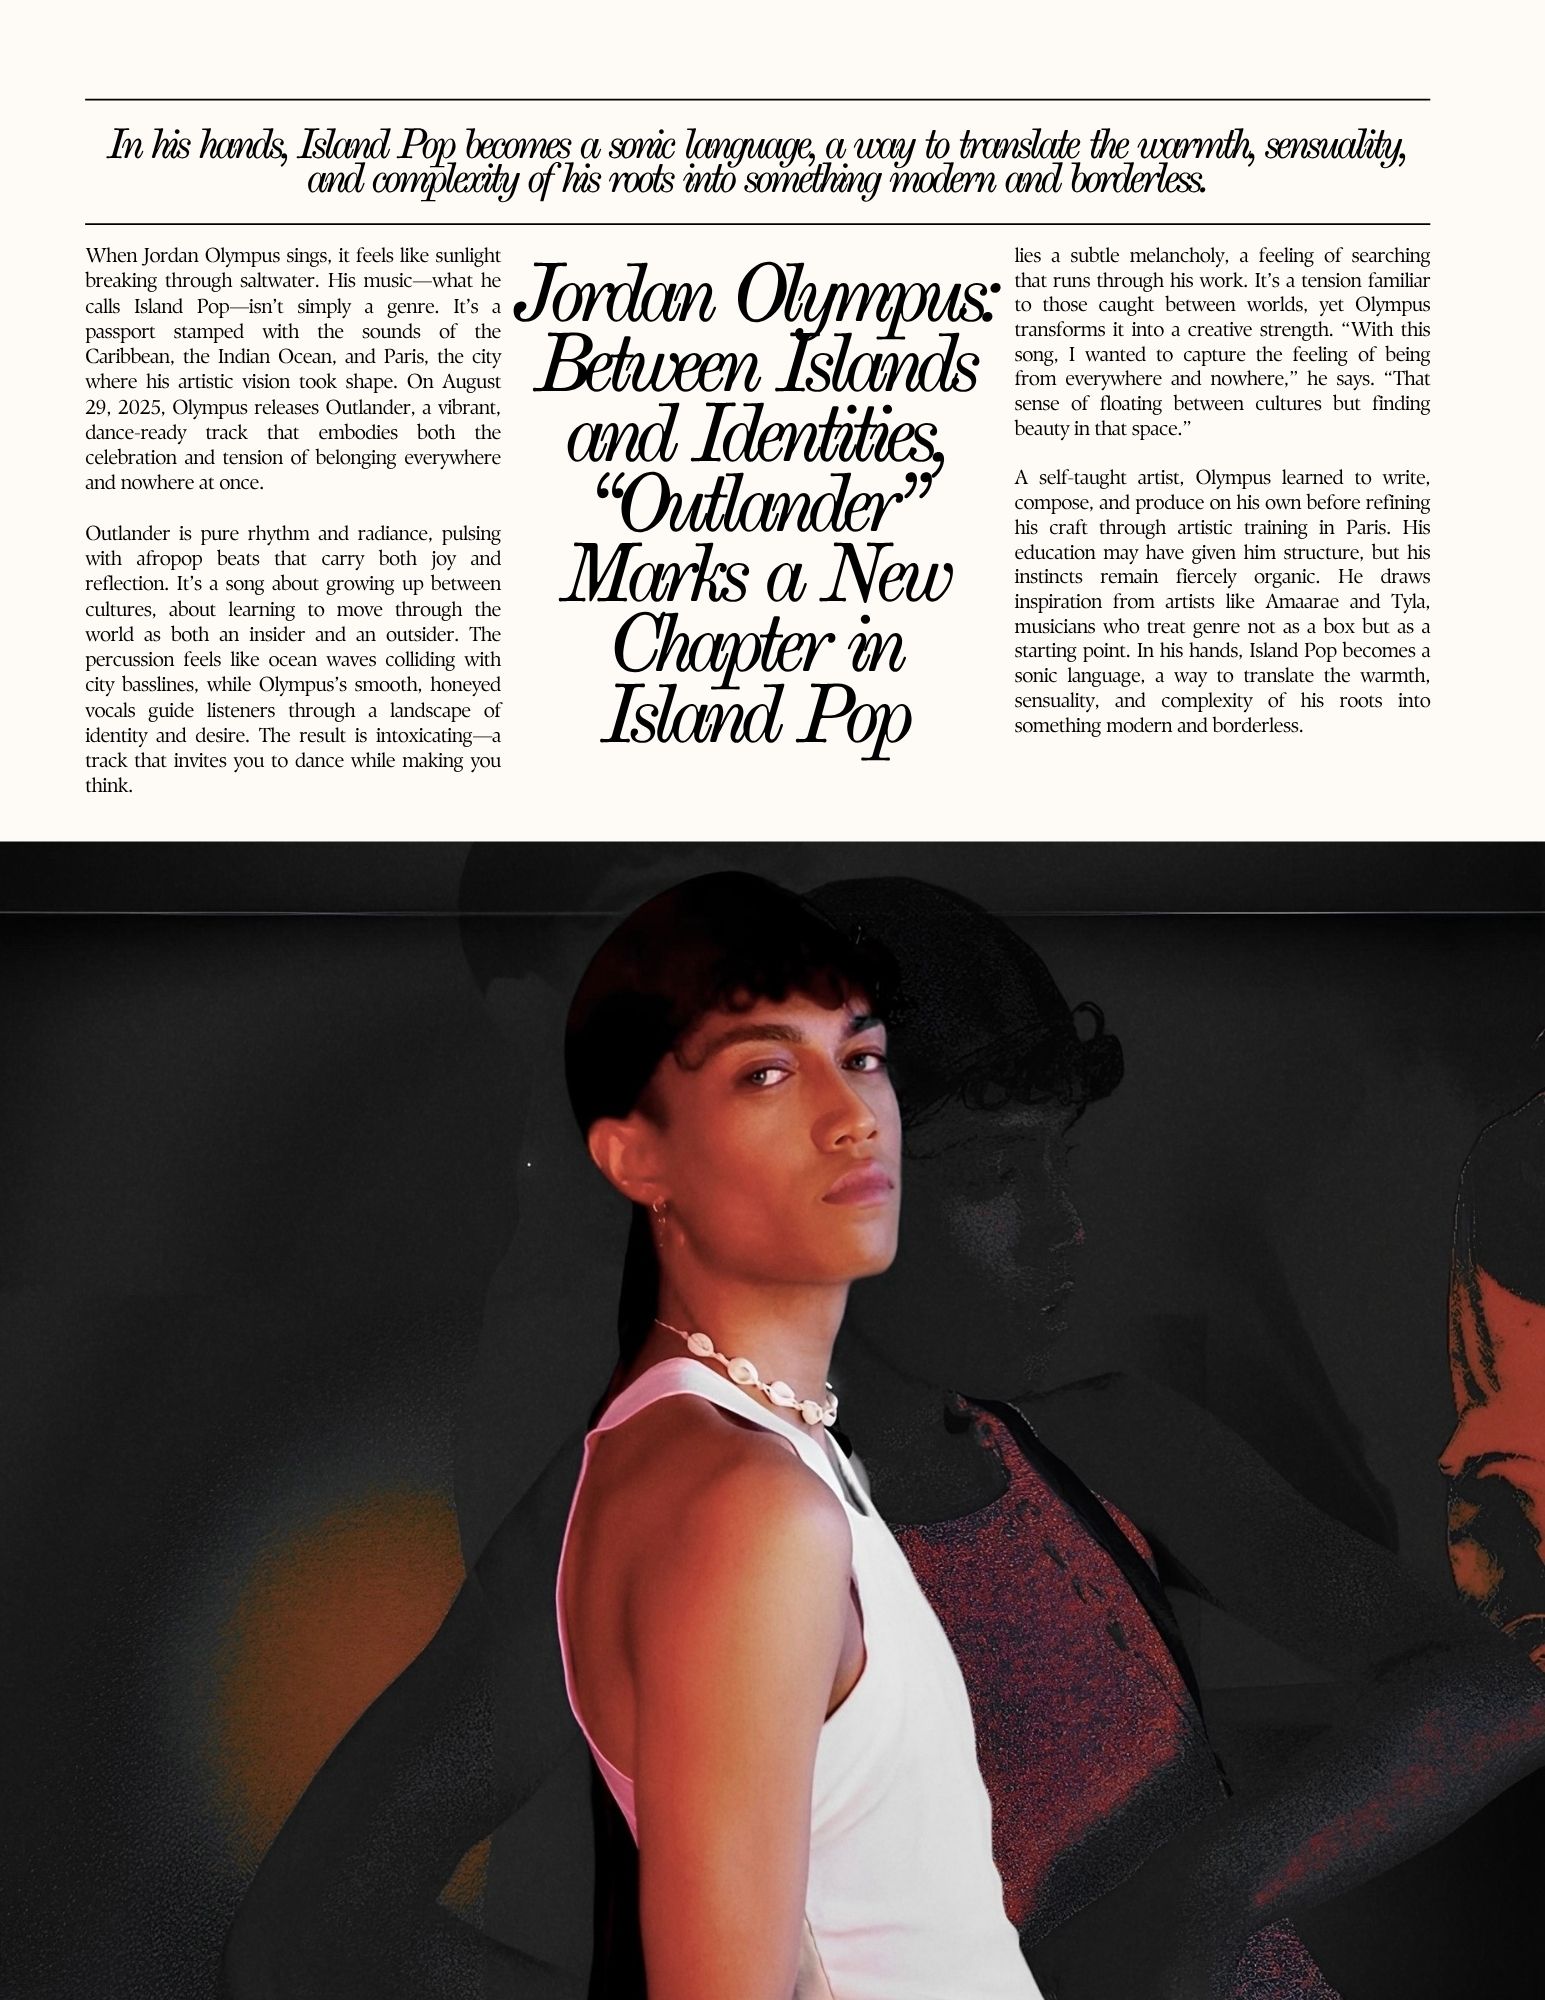 In his hands, Island Pop becomes a sonic language, a way to translate the warmth, sensuality,
and complexity of his roots into something modern and borderless.
When Jordan Olympus sings, it feels like sunlight
breaking through saltwater. His music—what he
calls Island Pop—isn’t simply a genre. It’s a
passport stamped with the sounds of the
Caribbean, the Indian Ocean, and Paris, the city
where his artistic vision took shape. On August
29, 2025, Olympus releases Outlander, a vibrant,
dance-ready track that embodies both the
celebration and tension of belonging everywhere
and nowhere at once.
Outlander is pure rhythm and radiance, pulsing
with afropop beats that carry both joy and
reflection. It’s a song about growing up between
cultures, about learning to move through the
world as both an insider and an outsider. The
percussion feels like ocean waves colliding with
city basslines, while Olympus’s smooth, honeyed
vocals guide listeners through a landscape of
identity and desire. The result is intoxicating—a
track that invites you to dance while making you
think.
Jordan Olympus:
Between Islands
and Identities,
“Outlander”
Marks a New
Chapter in
Island Pop
lies a subtle melancholy, a feeling of searching
that runs through his work. It’s a tension familiar
to those caught between worlds, yet Olympus
transforms it into a creative strength. “With this
song, I wanted to capture the feeling of being
from everywhere and nowhere,” he says. “That
sense of floating between cultures but finding
beauty in that space.”
A self-taught artist, Olympus learned to write,
compose, and produce on his own before refining
his craft through artistic training in Paris. His
education may have given him structure, but his
instincts remain fiercely organic. He draws
inspiration from artists like Amaarae and Tyla,
musicians who treat genre not as a box but as a
starting point. In his hands, Island Pop becomes a
sonic language, a way to translate the warmth,
sensuality, and complexity of his roots into
something modern and borderless.